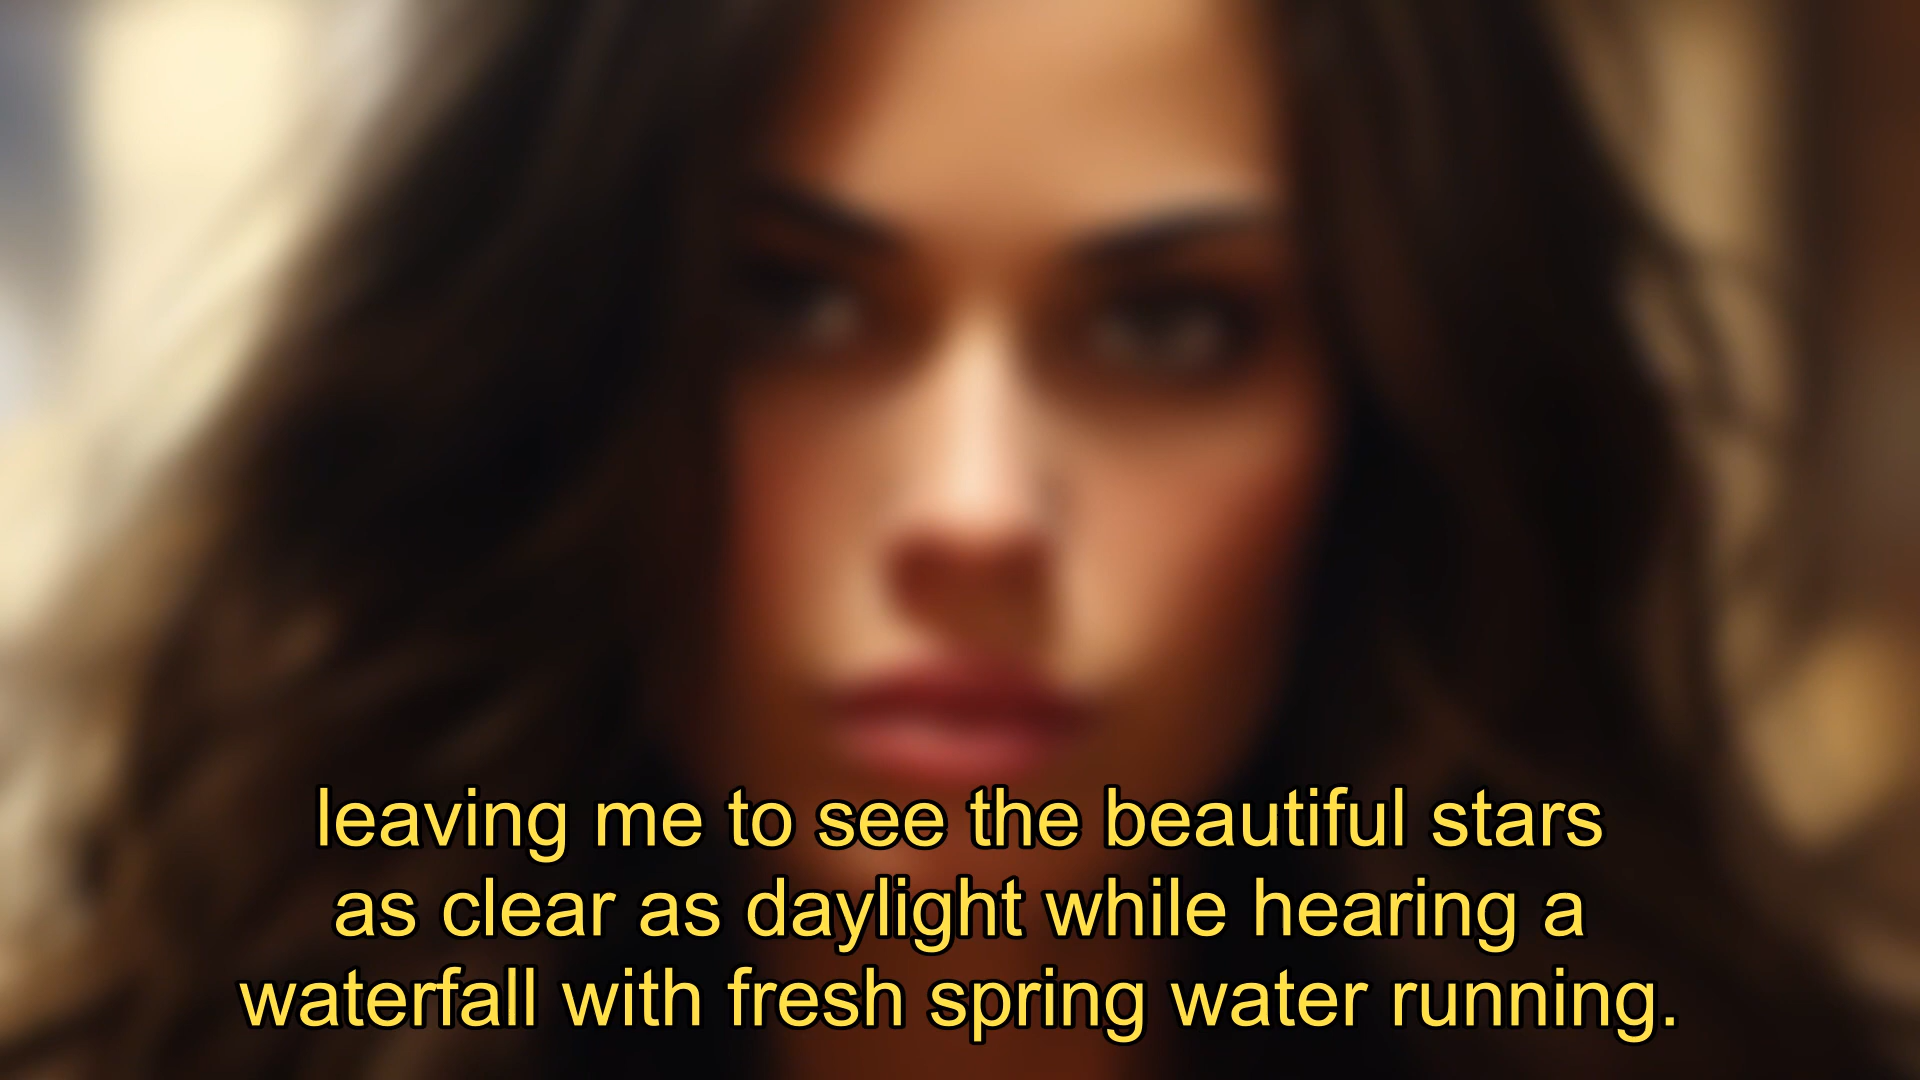 leaving me to see the beautiful stars
as clear as daylight while hearing a
waterfall with fresh spring water running.